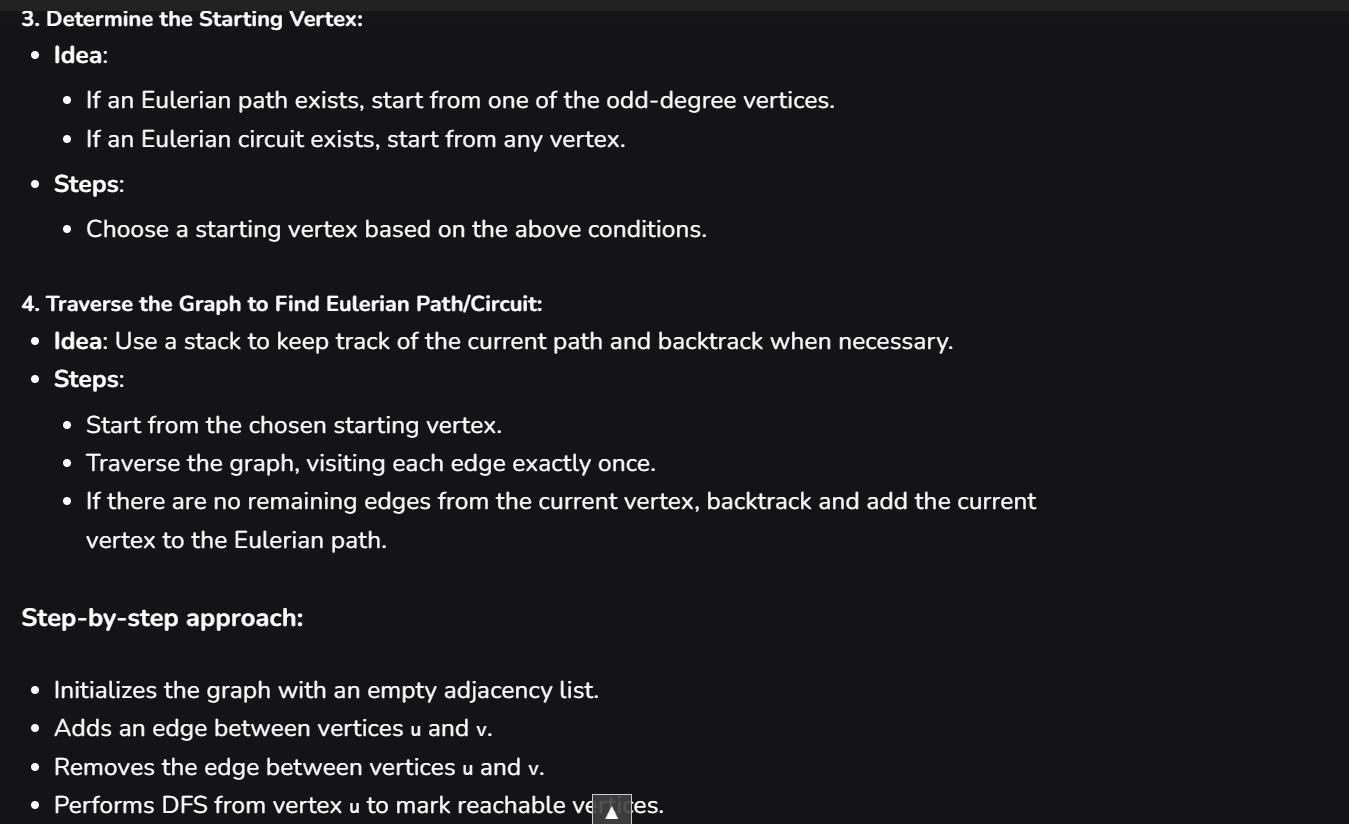 3. Determine the Starting Vertex:
Idea:
If an Eulerian path exists, start from one of the odd-degree vertices.
If an Eulerian circuit exists, start from any vertex.
Steps:
Choose a starting vertex based on the above conditions.
4. Traverse the Graph to Find Eulerian Path/Circuit:
Idea: Use a stack to keep track of the current path and backtrack when necessary.
Steps:
Start from the chosen starting vertex.
Traverse the graph, visiting each edge exactly once.
If there are no remaining edges from the current vertex, backtrack and add the current
vertex to the Eulerian path.
Step-by-step approach:
Initializes the graph with an empty adjacency list.
Adds an edge between vertices u and v.
Removes the edge between vertices u and v.
Performs DFS from vertex u to mark reachable vertices.